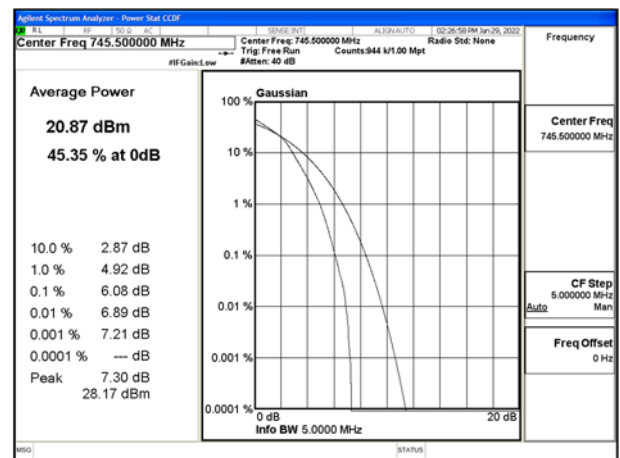 Agilent Spectrum Analyzer - Power Stat CCDF
RL RF 50 Ω AC SENSE:INT ALIGN AUTO 02:26:58 PM Jan 29, 2022
Center Freq 745.500000 MHz
Center Freq: 745.500000 MHz Radio Std: None
Trig: Free Run Counts:944 k/1.00 Mpt
#IFGain:Low #Atten: 40 dB
Frequency
Average Power
20.87 dBm
45.35 % at 0dB
10.0 % 2.87 dB
1.0 % 4.92 dB
0.1 % 6.08 dB
0.01 % 6.89 dB
0.001 % 7.21 dB
0.0001 % --- dB
Peak 7.30 dB
28.17 dBm
Gaussian
100 %
10 %
1 %
0.1 %
0.01 %
0.001 %
0.0001 %
0 dB 20 dB
Info BW 5.0000 MHz
Center Freq
745.500000 MHz
CF Step
5.000000 MHz
Auto Man
Freq Offset
0 Hz
MSG STATUS